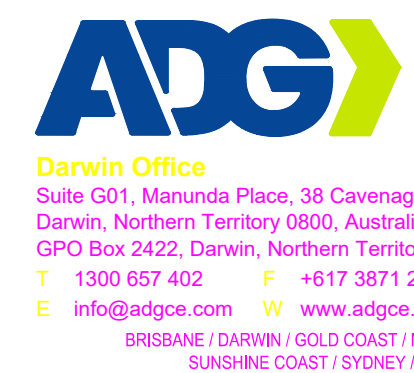 ADG
Darwin Office
Suite G01, Manunda Place, 38 Cavenag
Darwin, Northern Territory 0800, Australi
GPO Box 2422, Darwin, Northern Territo
T 1300 657 402 F +617 3871 2
E info@adgce.com W www.adgce.
BRISBANE / DARWIN / GOLD COAST /
SUNSHINE COAST / SYDNEY /